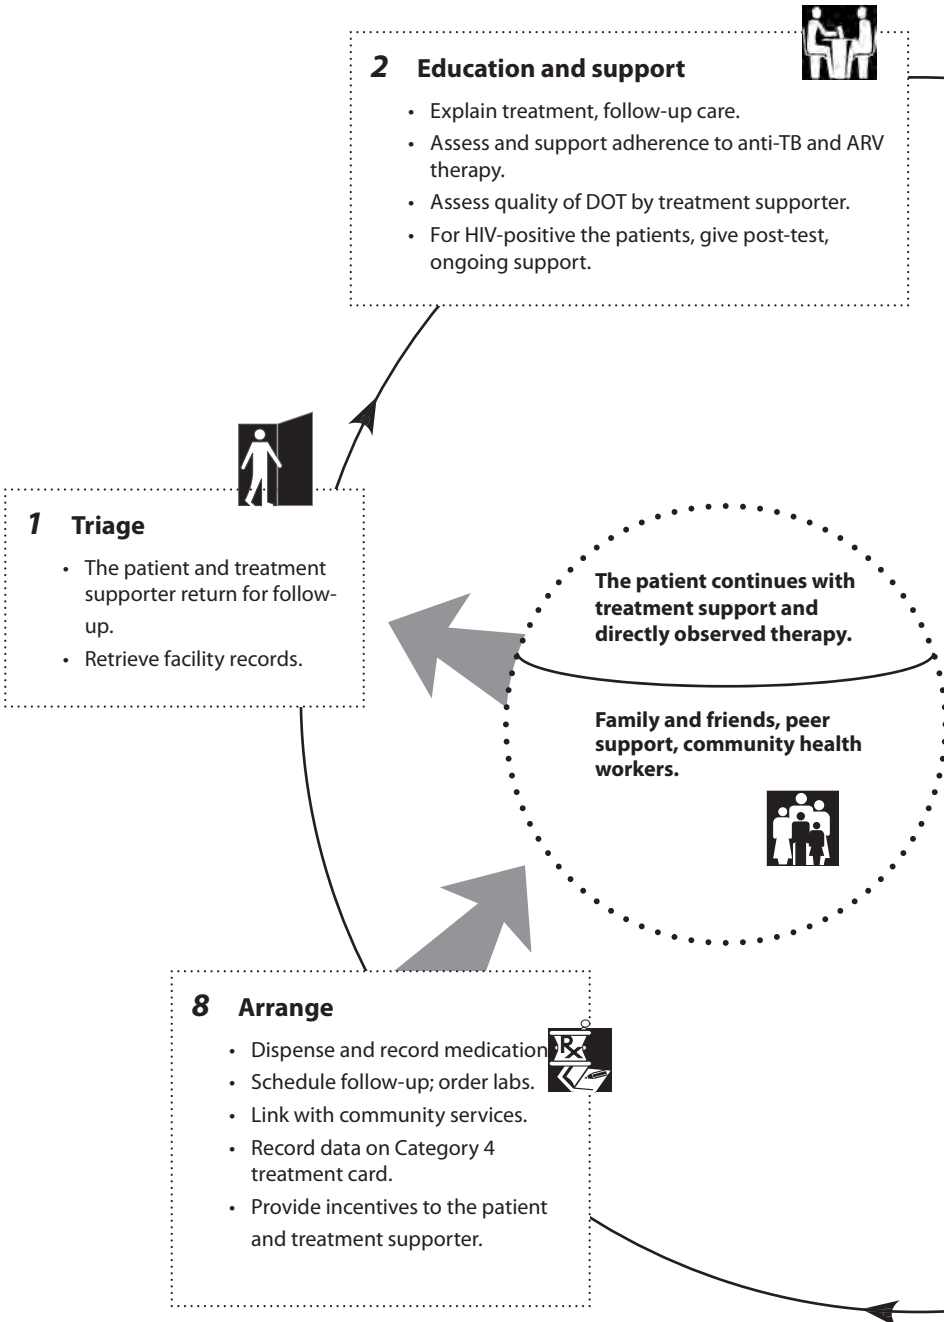 2 Education and support
• Explain treatment, follow-up care.
• Assess and support adherence to anti-TB and ARV
therapy.
• Assess quality of DOT by treatment supporter.
• For HIV-positive the patients, give post-test,
ongoing support.
1 Triage
• The patient and treatment
supporter return for follow-
up.
• Retrieve facility records.
The patient continues with
treatment support and
directly observed therapy.
Family and friends, peer
support, community health
workers.
8 Arrange
• Dispense and record medication
• Schedule follow-up; order labs.
• Link with community services.
• Record data on Category 4
treatment card.
• Provide incentives to the patient
and treatment supporter.
Rx